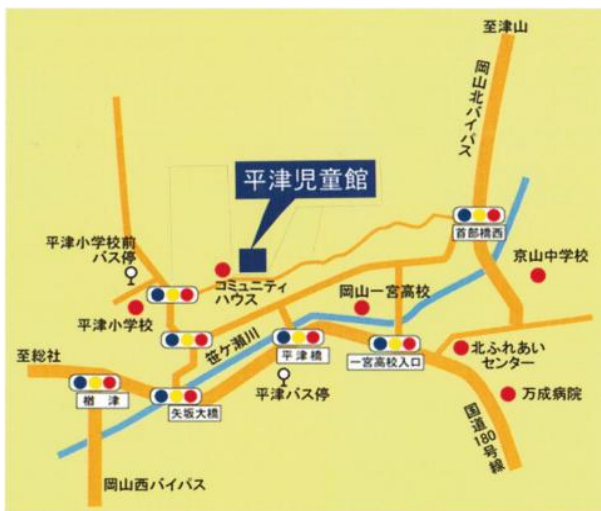 至津山
岡山北バイパス
平津児童館
首部橋西
平津小学校前
バス停
京山中学校
コミュニティ
ハウス
岡山一宮高校
平津小学校
笹ケ瀬川
平津橋
一宮高校入口
北ふれあい
センター
至総社
平津バス停
楢津
矢坂大橋
万成病院
国道180号線
岡山西バイパス